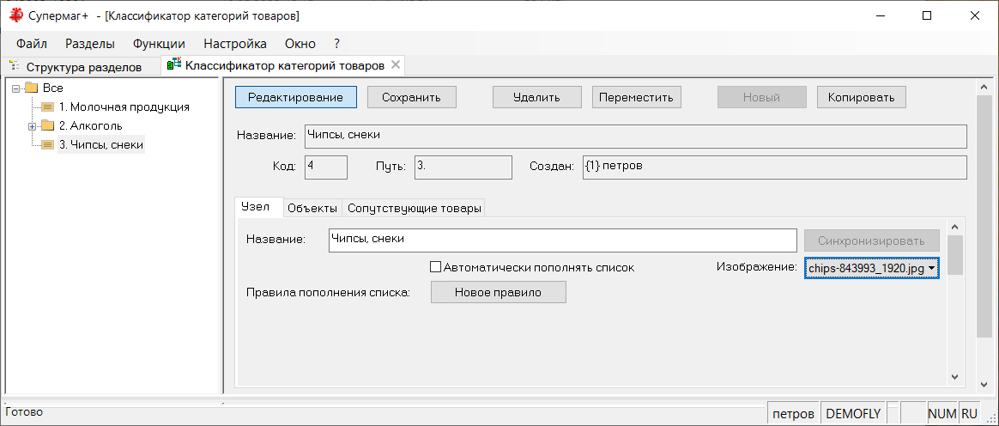 Супермаг+ - [Классификатор категорий товаров]
Файл Разделы Функции Настройка Окно ?
Структура разделов Классификатор категорий товаров
Все
1. Молочная продукция
2. Алкоголь
3. Чипсы, снеки
Редактирование Сохранить Удалить Переместить Новый Копировать
Название: Чипсы, снеки
Код: 4 Путь: 3. Создан: {1} петров
Узел Объекты Сопутствующие товары
Название: Чипсы, снеки Синхронизировать
Автоматически пополнять список Изображение: chips-843993_1920.jpg
Правила пополнения списка: Новое правило
Готово петров DEMOFLY NUM RU